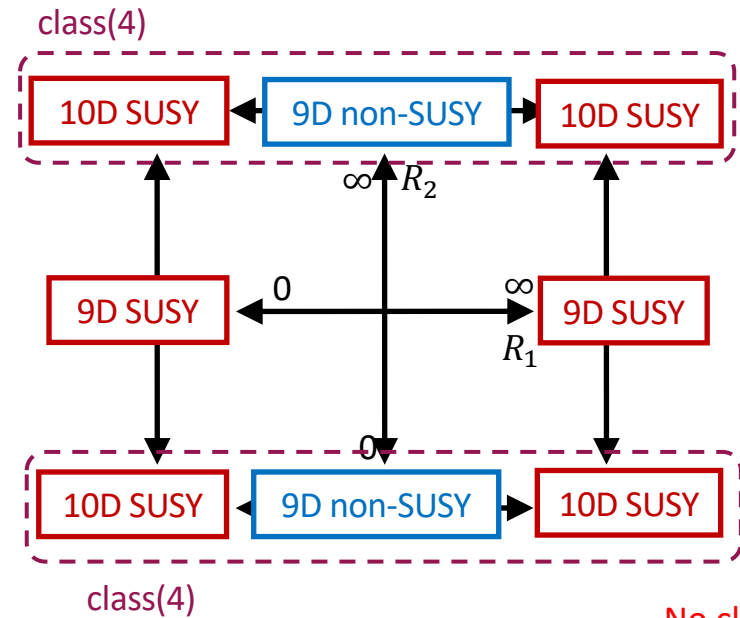 class(4)
10D SUSY
9D non-SUSY
10D SUSY
∞
R₂
9D SUSY
0
∞
9D SUSY
R₁
0
10D SUSY
9D non-SUSY
10D SUSY
class(4)